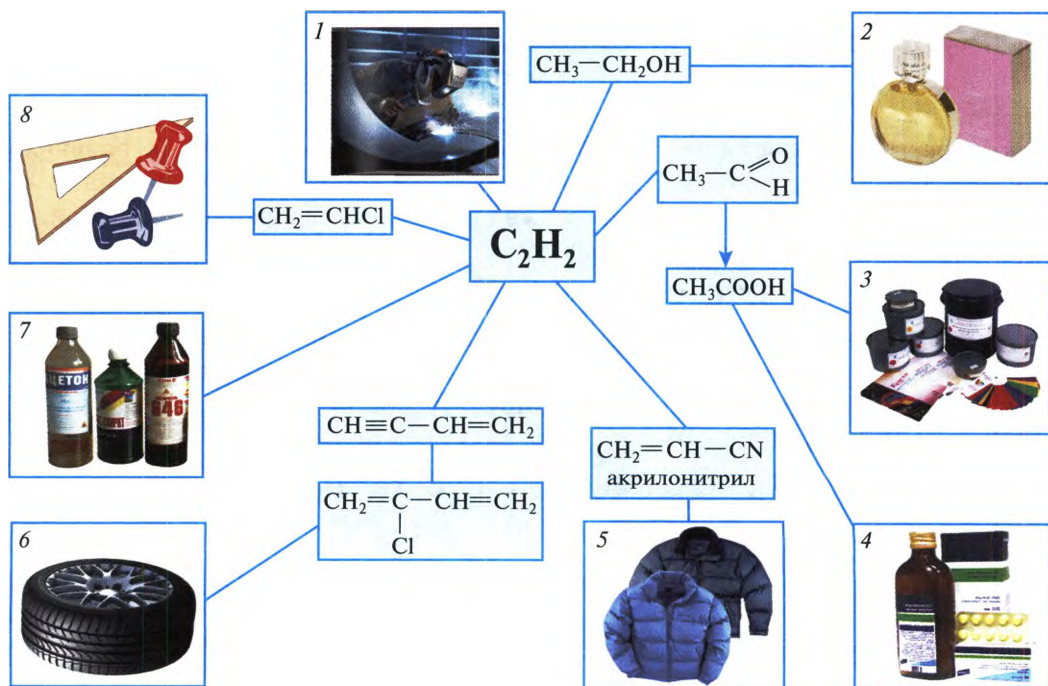 1
CH₃—CH₂OH
2
8
CH₃—C
O
H
CH₂=CHCl
C₂H₂
CH₃COOH
3
7
АЦЕТОН
646
CH≡C—CH=CH₂
CH₂=CH—CN
акрилонитрил
CH₂=C—CH=CH₂
Cl
6
5
4